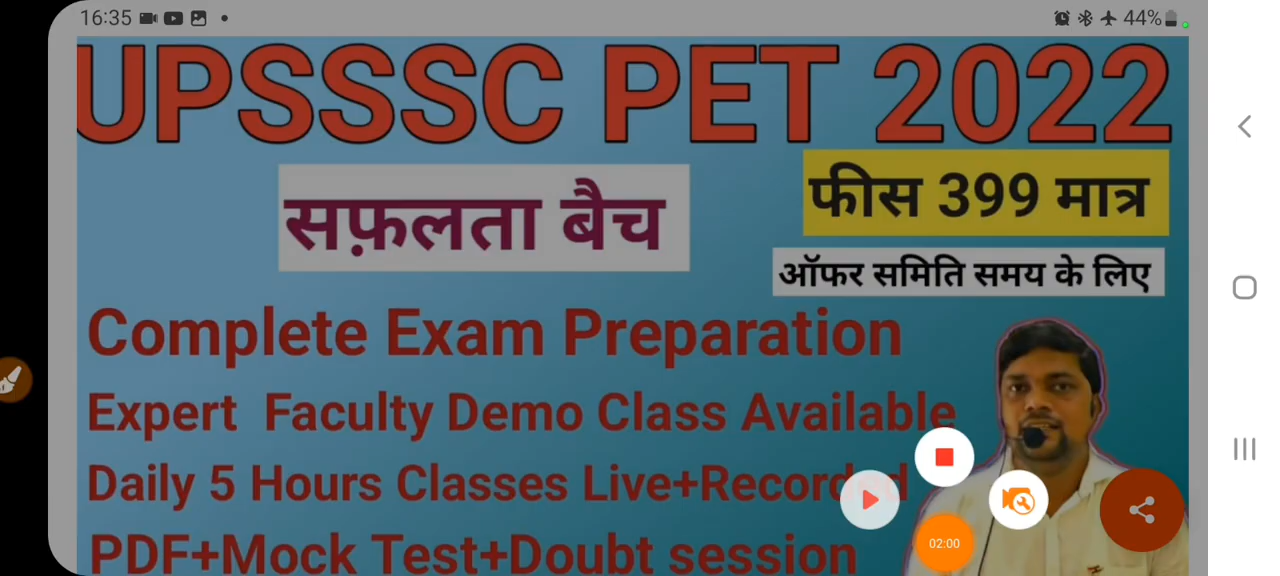 16:35
44%
UPSSSC PET 2022
सफ़लता बैच
फीस 399 मात्र
ऑफर समिति समय के लिए
Complete Exam Preparation
Expert Faculty Demo Class Available
Daily 5 Hours Classes Live+Recorded
PDF+Mock Test+Doubt session
02:00